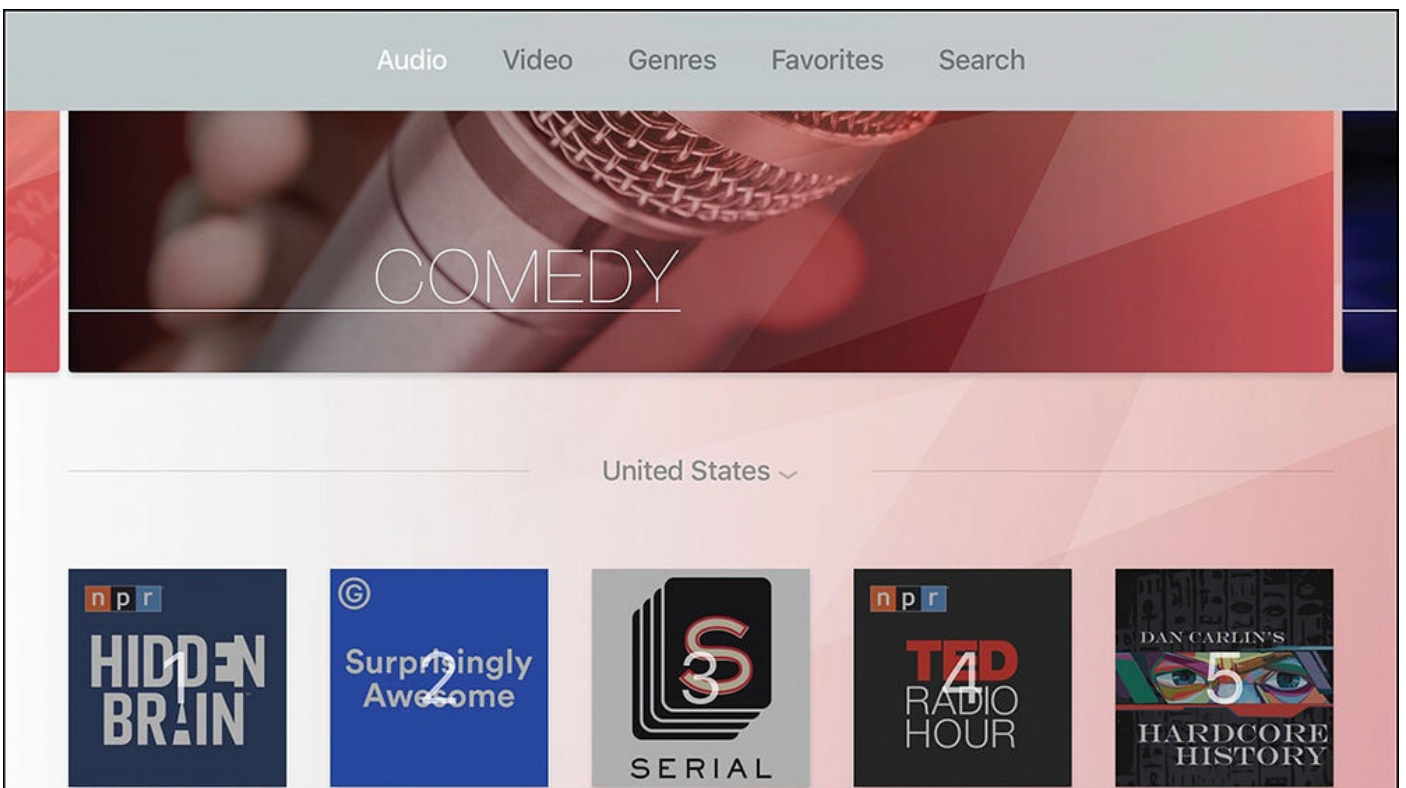 Audio Video Genres Favorites Search
COMEDY
United States
npr
HIDDEN
BRAIN
1
G
Surprisingly
Awesome
2
S
SERIAL
3
npr
TED
RADIO
HOUR
4
DAN CARLIN'S
HARDCORE
HISTORY
5